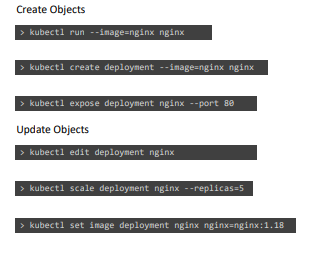 Create Objects
> kubectl run --image=nginx nginx
> kubectl create deployment --image=nginx nginx
> kubectl expose deployment nginx --port 80
Update Objects
> kubectl edit deployment nginx
> kubectl scale deployment nginx --replicas=5
> kubectl set image deployment nginx nginx=nginx:1.18